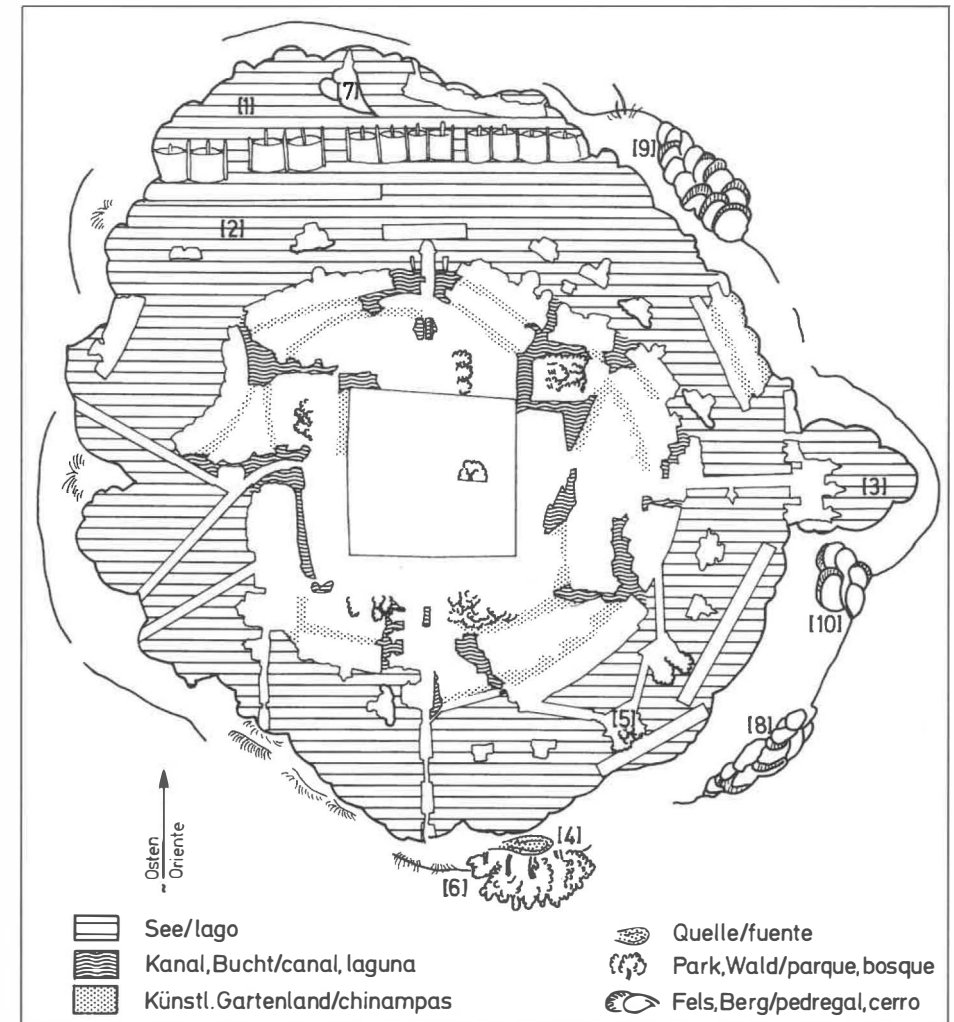 [7]
[1]
[9]
[2]
[3]
[10]
[8]
[5]
[4]
[6]
~ Osten
Oriente
See/lago
Kanal,Bucht/canal, laguna
Künstl.Gartenland/chinampas
Quelle/fuente
Park,Wald/parque,bosque
Fels,Berg/pedregal,cerro